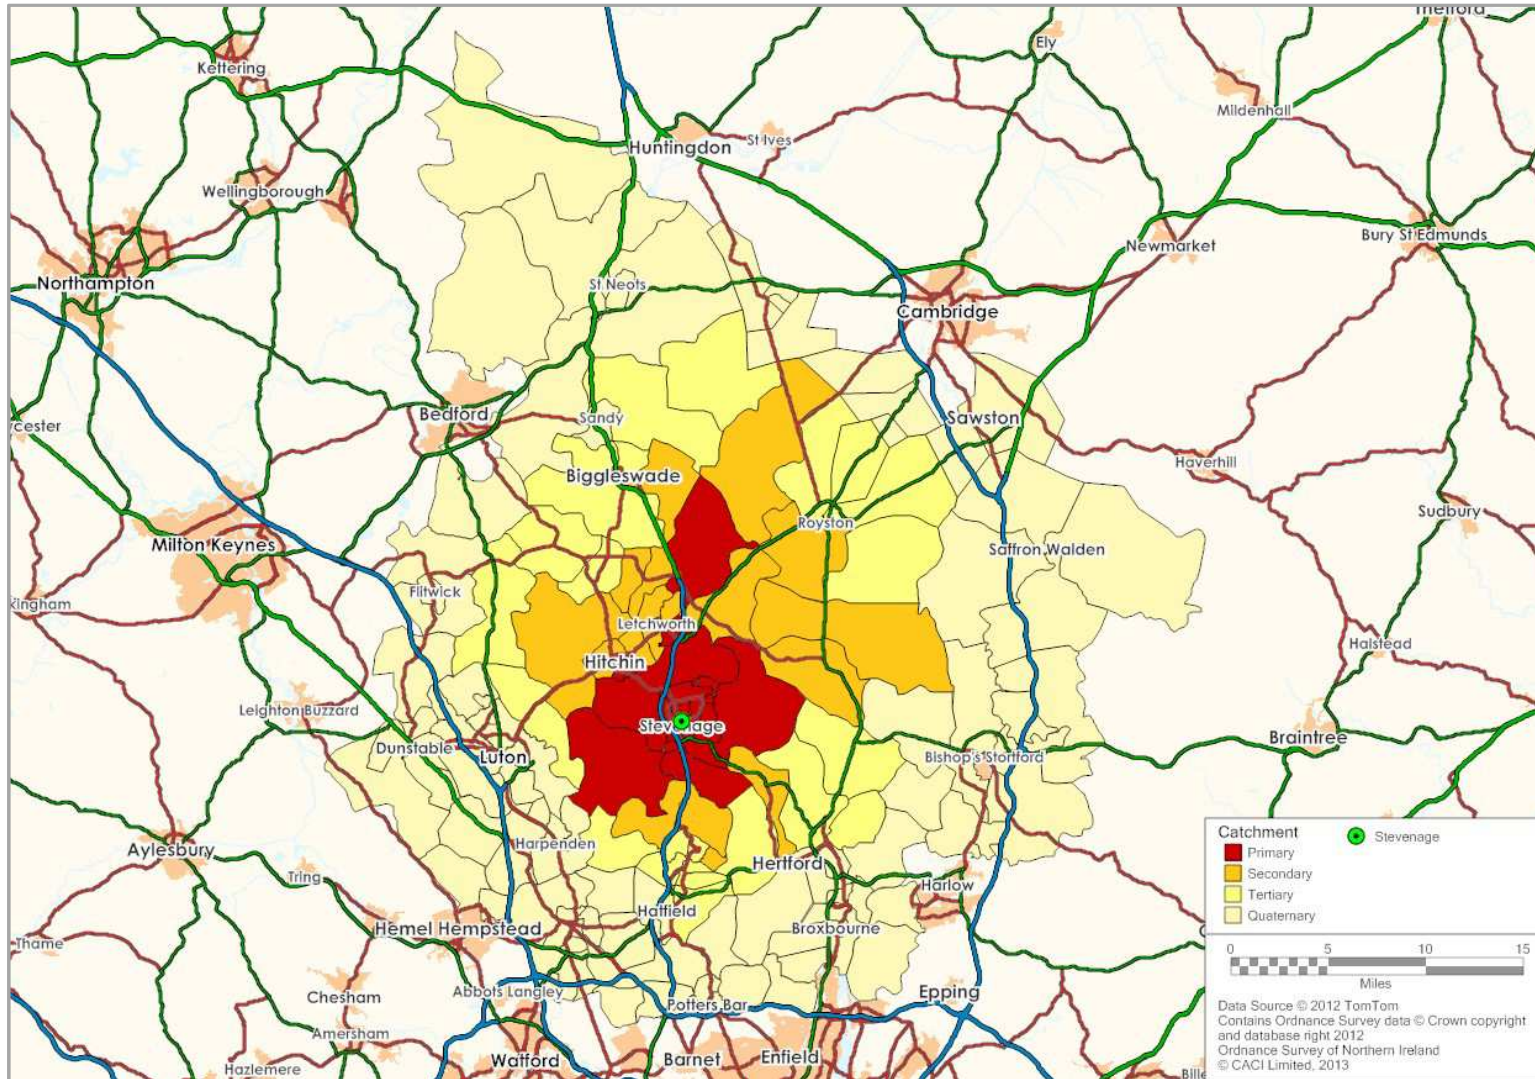 Thetford
Ely
Kettering
Mildenhall
St Ives
Huntingdon
Wellingborough
Bury St Edmunds
Newmarket
Northampton
St Neots
Cambridge
Bedford
Sandy
Sawston
cester
Haverhill
Biggleswade
Sudbury
Royston
Milton Keynes
Saffron Walden
Flitwick
kingham
Letchworth
Halstead
Hitchin
Leighton Buzzard
Stevenage
Braintree
Dunstable
Luton
Bishop's Stortford
Harpenden
Aylesbury
Hertford
Tring
Harlow
Hatfield
Hemel Hempstead
Broxbourne
Thame
Abbots Langley
Epping
Chesham
Potters Bar
Amersham
Watford
Barnet
Enfield
Hazlemere
Bille
Catchment
Stevenage
Primary
Secondary
Tertiary
Quaternary
0 5 10 15
Miles
Data Source © 2012 TomTom
Contains Ordnance Survey data © Crown copyright
and database right 2012
Ordnance Survey of Northern Ireland
© CACI Limited, 2013